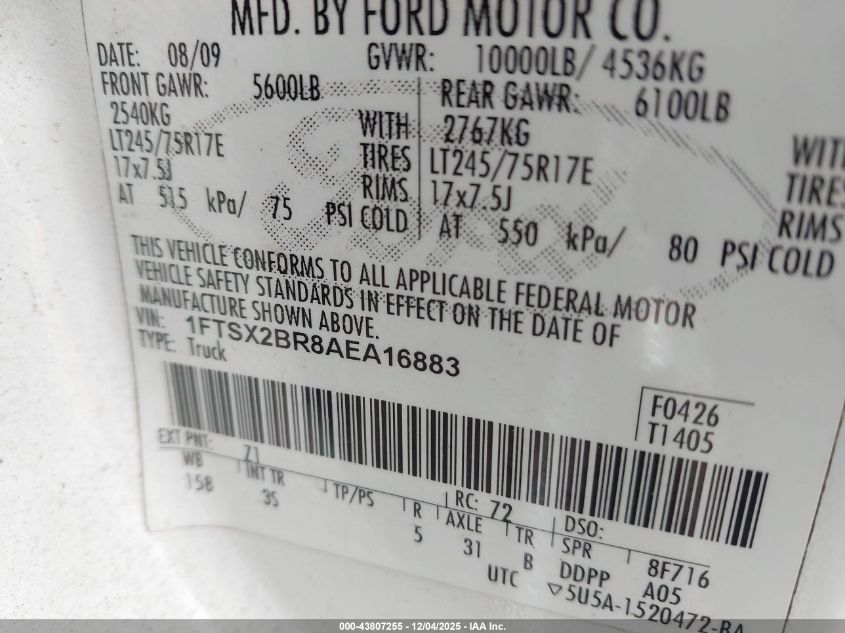 MFD. BY FORD MOTOR CO.
DATE: 08/09 GVWR: 10000LB/ 4536KG
FRONT GAWR: 5600LB REAR GAWR: 6100LB
2540KG WITH 2767KG WITH
LT245/75R17E TIRES LT245/75R17E TIRES
17x7.5J RIMS 17x7.5J RIMS
AT 515 kPa/ 75 PSI COLD AT 550 kPa/ 80 PSI COLD
THIS VEHICLE CONFORMS TO ALL APPLICABLE FEDERAL MOTOR
VEHICLE SAFETY STANDARDS IN EFFECT ON THE DATE OF
MANUFACTURE SHOWN ABOVE.
VIN: 1FTSX2BR8AEA16883
TYPE: Truck
F0426
T1405
EXT PNT: 71 RC: 72 DSO:
WB INT TR TP/PS R AXLE TR SPR 8F716
158 3S 5 31 B DDPP A05
UTC ▽5U5A-1520472-BA
000-43807255 - 12/04/2025 - IAA Inc.